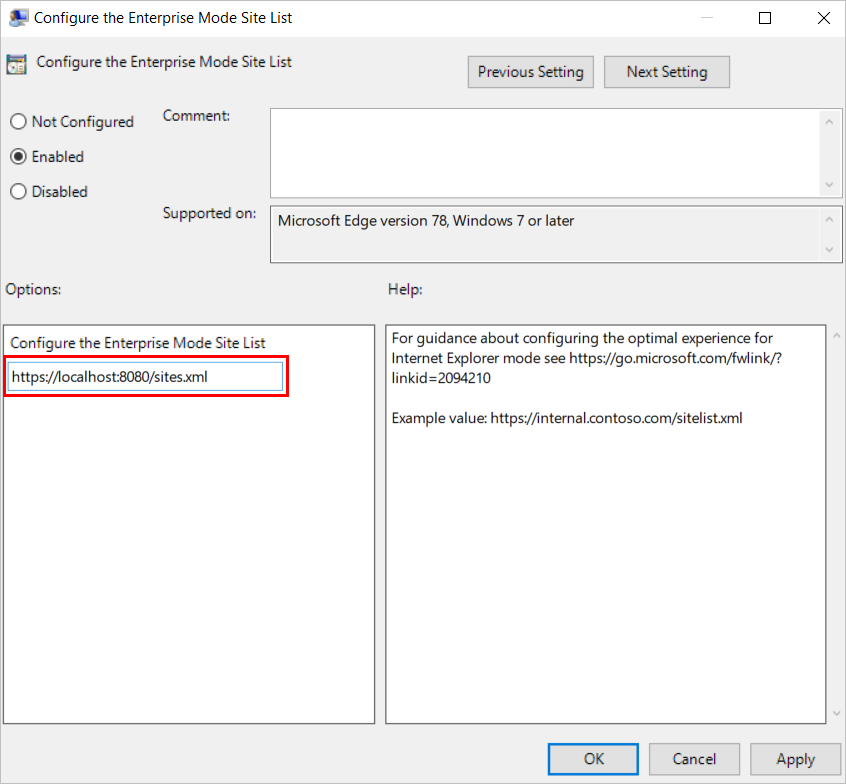 Configure the Enterprise Mode Site List
Configure the Enterprise Mode Site List
Previous Setting
Next Setting
Not Configured
Enabled
Disabled
Comment:
Supported on:
Microsoft Edge version 78, Windows 7 or later
Options:
Help:
Configure the Enterprise Mode Site List
https://localhost:8080/sites.xml
For guidance about configuring the optimal experience for
Internet Explorer mode see https://go.microsoft.com/fwlink/?
linkid=2094210
Example value: https://internal.contoso.com/sitelist.xml
OK
Cancel
Apply